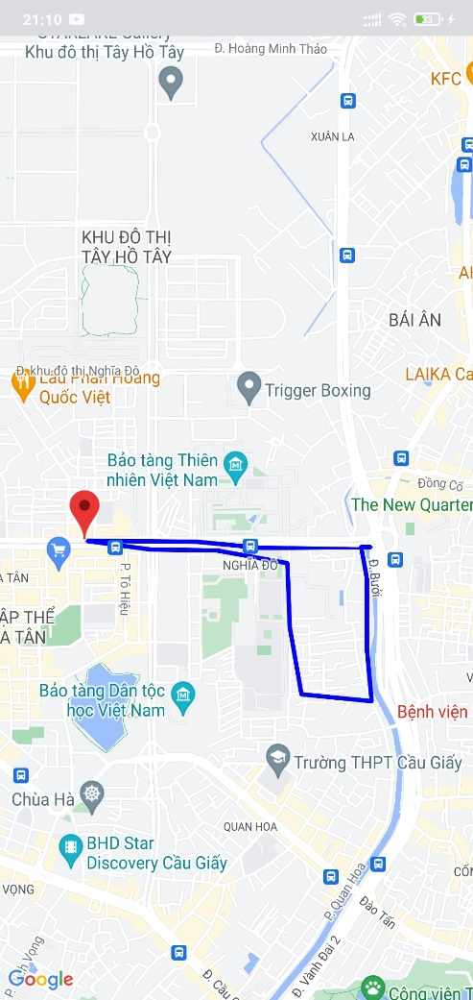 21:10
33
STARLAKE Gallery
Khu đô thị Tây Hồ Tây
Đ. Hoàng Minh Thảo
KFC
XUÂN LA
KHU ĐÔ THỊ
TÂY HỒ TÂY
BÁI ÂN
Đ. khu đô thị Nghĩa Đô
Lẩu Phan Hoàng
Quốc Việt
LAIKA Ca
Trigger Boxing
Bảo tàng Thiên
nhiên Việt Nam
Đồng Cổ
The New Quarter
NGHĨA ĐÔ
Đ. Bưởi
A TÂN
P. Tô Hiệu
ẬP THỂ
A TÂN
Bảo tàng Dân tộc
học Việt Nam
Bệnh viện
Trường THPT Cầu Giấy
Chùa Hà
QUAN HOA
BHD Star
Discovery Cầu Giấy
VỌNG
P. Quan Hoa
Đào Tấn
Đ. Vành Đai 2
Đ. Cầu G
Google
Công viên T